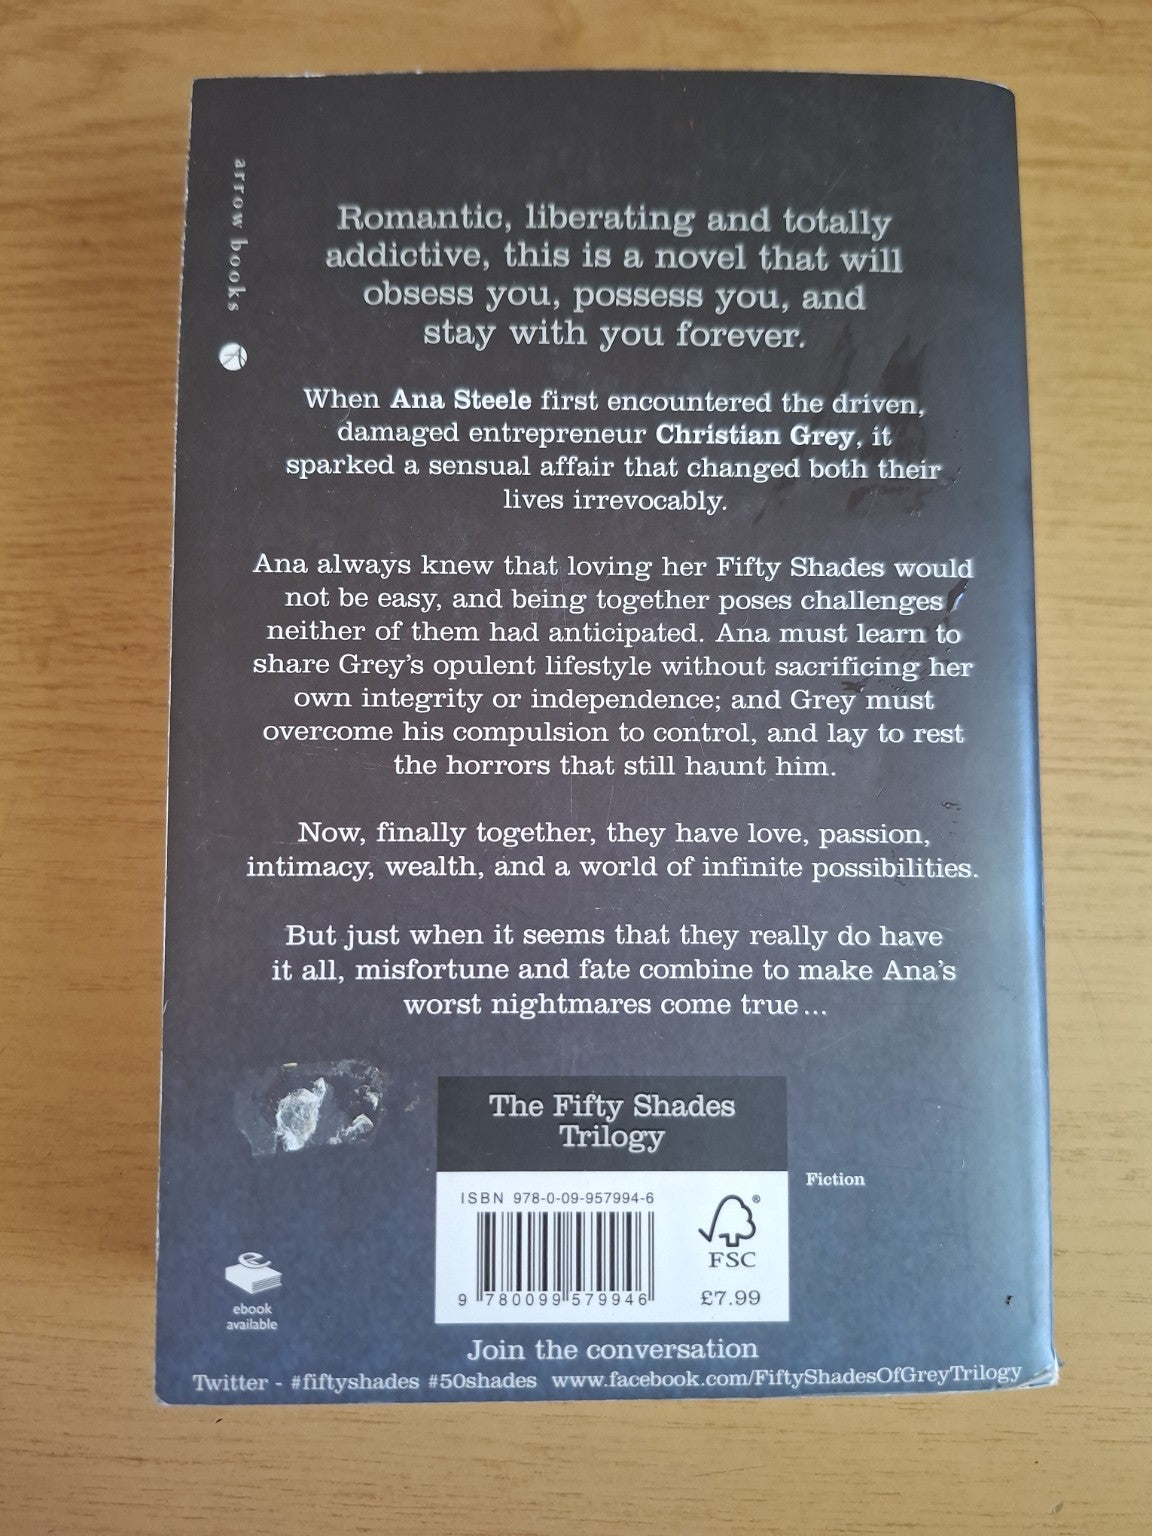 arrow books
Romantic, liberating and totally
addictive, this is a novel that will
obsess you, possess you, and
stay with you forever.
When Ana Steele first encountered the driven,
damaged entrepreneur Christian Grey, it
sparked a sensual affair that changed both their
lives irrevocably.
Ana always knew that loving her Fifty Shades would
not be easy, and being together poses challenges
neither of them had anticipated. Ana must learn to
share Grey's opulent lifestyle without sacrificing her
own integrity or independence; and Grey must
overcome his compulsion to control, and lay to rest
the horrors that still haunt him.
Now, finally together, they have love, passion,
intimacy, wealth, and a world of infinite possibilities.
But just when it seems that they really do have
it all, misfortune and fate combine to make Ana's
worst nightmares come true...
The Fifty Shades
Trilogy
Fiction
ISBN 978-0-09-957994-6
9 780099 579946
FSC
£7.99
ebook
available
Join the conversation
Twitter - #fiftyshades #50shades www.facebook.com/FiftyShadesOfGreyTrilogy